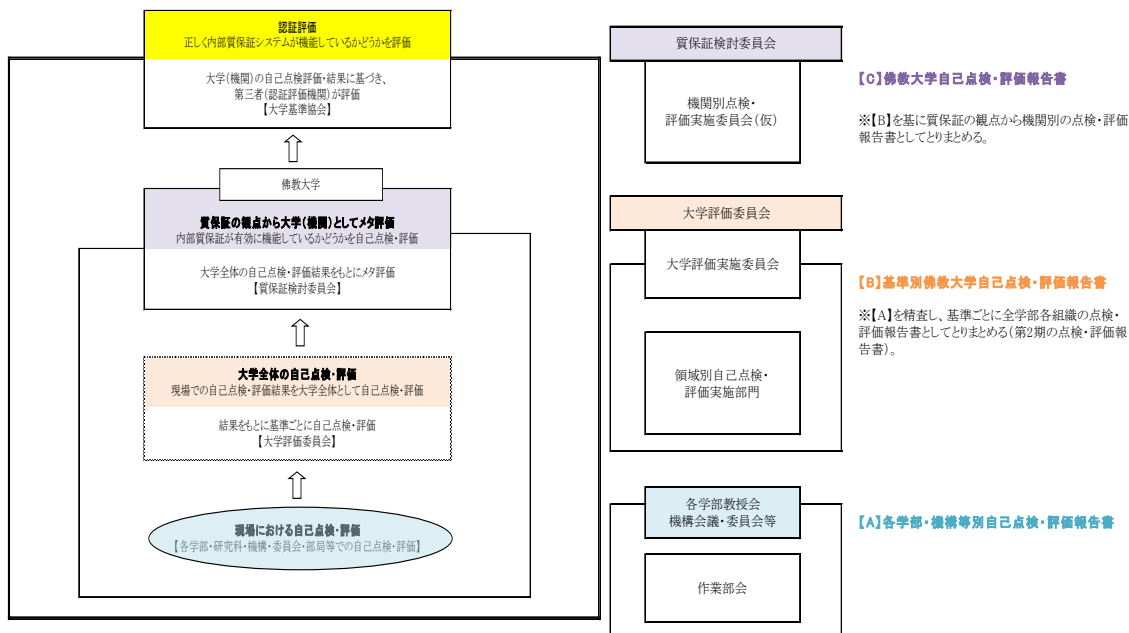 認証評価
正しく内部質保証システムが機能しているかどうかを評価
大学(機関)の自己点検評価・結果に基づき、
第三者(認証評価機関)が評価
【大学基準協会】
佛教大学
質保証の観点から大学(機関)としてメタ評価
内部質保証が有効に機能しているかどうかを自己点検・評価
大学全体の自己点検・評価結果をもとにメタ評価
【質保証検討委員会】
大学全体の自己点検・評価
現場での自己点検・評価結果を大学全体として自己点検・評価
結果をもとに基準ごとに自己点検・評価
【大学評価委員会】
現場における自己点検・評価
【各学部・研究科・機構・委員会・部局等での自己点検・評価】
質保証検討委員会
機関別点検・
評価実施委員会(仮)
【C】佛教大学自己点検・評価報告書
※【B】を基に質保証の観点から機関別の点検・評価
報告書としてとりまとめる。
大学評価委員会
大学評価実施委員会
領域別自己点検・
評価実施部門
【B】基準別佛教大学自己点検・評価報告書
※【A】を精査し、基準ごとに全学部各組織の点検・
評価報告書としてとりまとめる(第2期の点検・評価報
告書)。
各学部教授会
機構会議・委員会等
作業部会
【A】各学部・機構等別自己点検・評価報告書